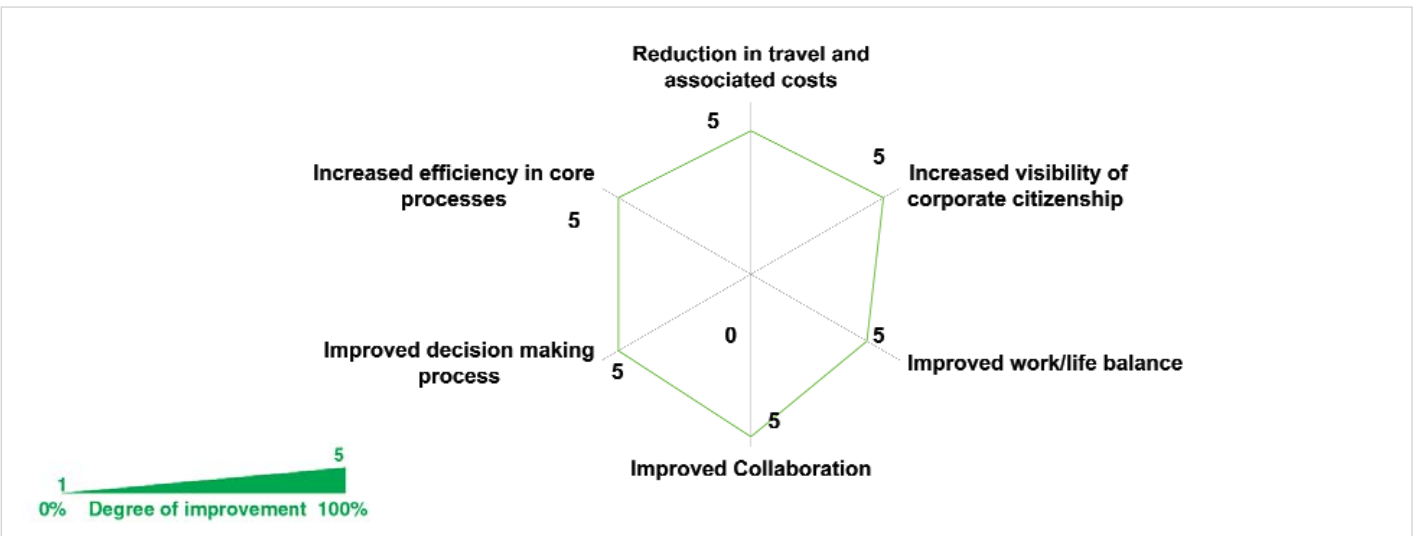 Reduction in travel and
associated costs
5
5
Increased efficiency in core
processes
5
Increased visibility of
corporate citizenship
0
5
Improved decision making
process
5
Improved work/life balance
5
Improved Collaboration
5
1
0% Degree of improvement 100%